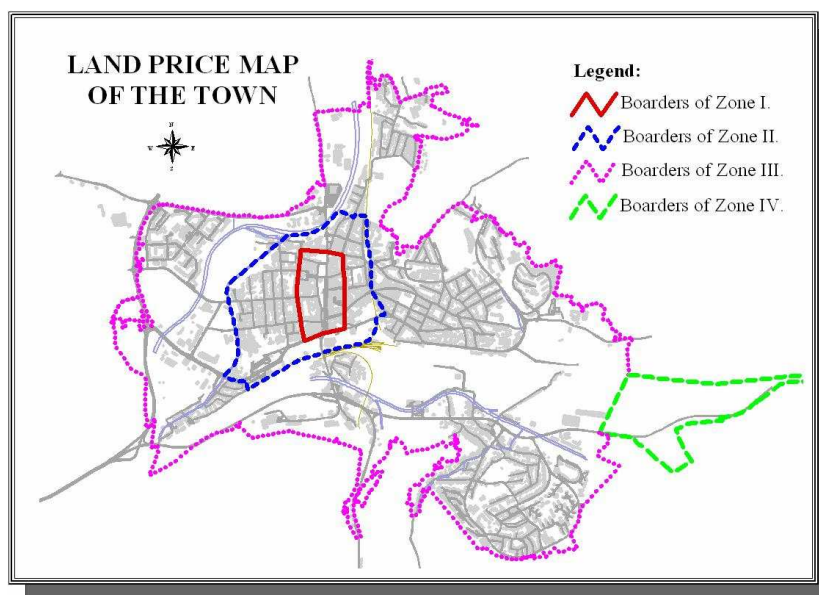 LAND PRICE MAP
OF THE TOWN
N
W E
S
Legend:
Boarders of Zone I.
Boarders of Zone II.
Boarders of Zone III.
Boarders of Zone IV.